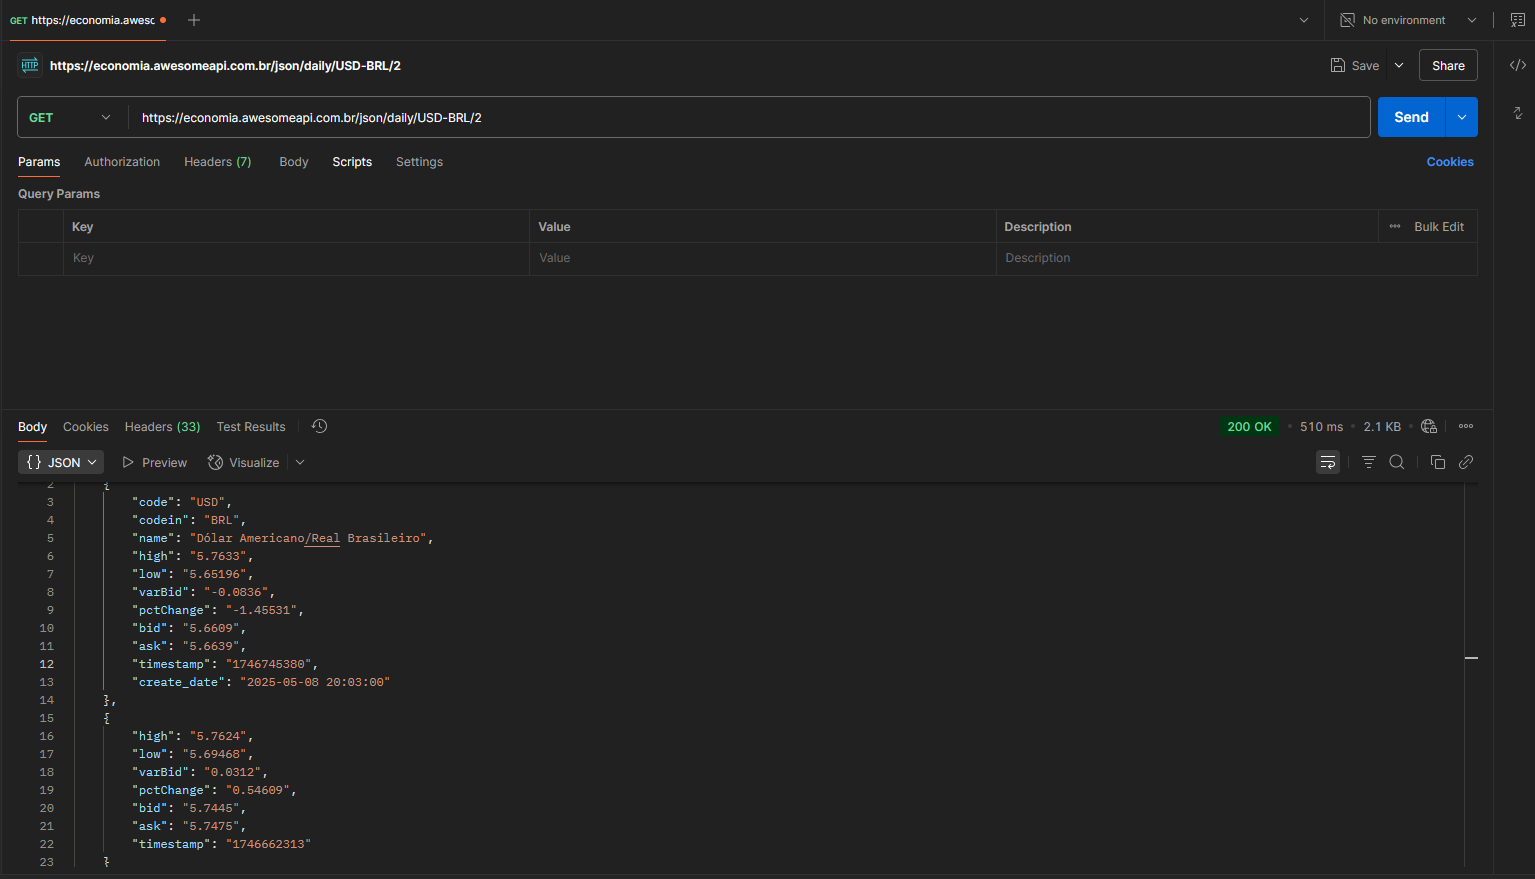 GET https://economia.awesc
No environment
HTTP https://economia.awesomeapi.com.br/json/daily/USD-BRL/2
Save
Share
GET https://economia.awesomeapi.com.br/json/daily/USD-BRL/2
Send
Params Authorization Headers (7) Body Scripts Settings Cookies
Query Params
Key Value Description Bulk Edit
Key Value Description
Body Cookies Headers (33) Test Results 200 OK • 510 ms • 2.1 KB
{} JSON Preview Visualize
2 {
3 "code": "USD",
4 "codein": "BRL",
5 "name": "Dólar Americano/Real Brasileiro",
6 "high": "5.7633",
7 "low": "5.65196",
8 "varBid": "-0.0836",
9 "pctChange": "-1.45531",
10 "bid": "5.6609",
11 "ask": "5.6639",
12 "timestamp": "1746745380",
13 "create_date": "2025-05-08 20:03:00"
14 },
15 {
16 "high": "5.7624",
17 "low": "5.69468",
18 "varBid": "0.0312",
19 "pctChange": "0.54609",
20 "bid": "5.7445",
21 "ask": "5.7475",
22 "timestamp": "1746662313"
23 }